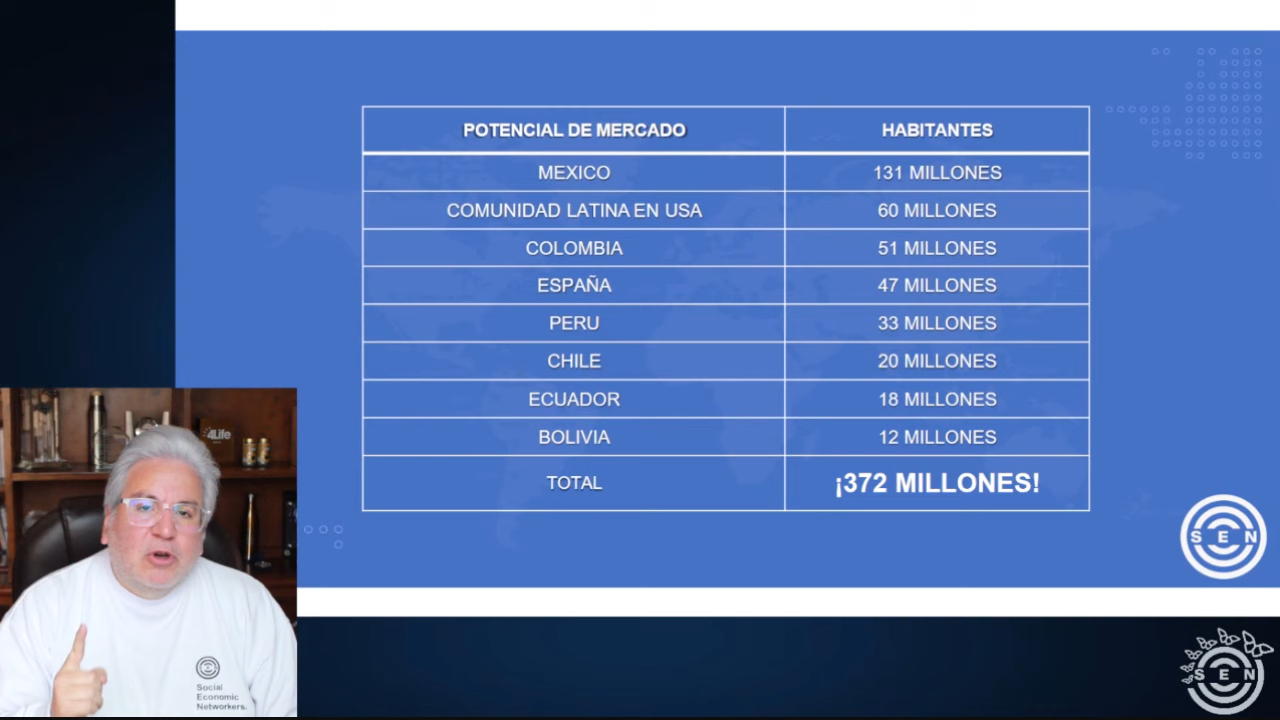 POTENCIAL DE MERCADO HABITANTES
MEXICO 131 MILLONES
COMUNIDAD LATINA EN USA 60 MILLONES
COLOMBIA 51 MILLONES
ESPAÑA 47 MILLONES
PERU 33 MILLONES
CHILE 20 MILLONES
ECUADOR 18 MILLONES
BOLIVIA 12 MILLONES
TOTAL ¡372 MILLONES!
4Life
S E N
Social
Economic
Networkers.
S E N